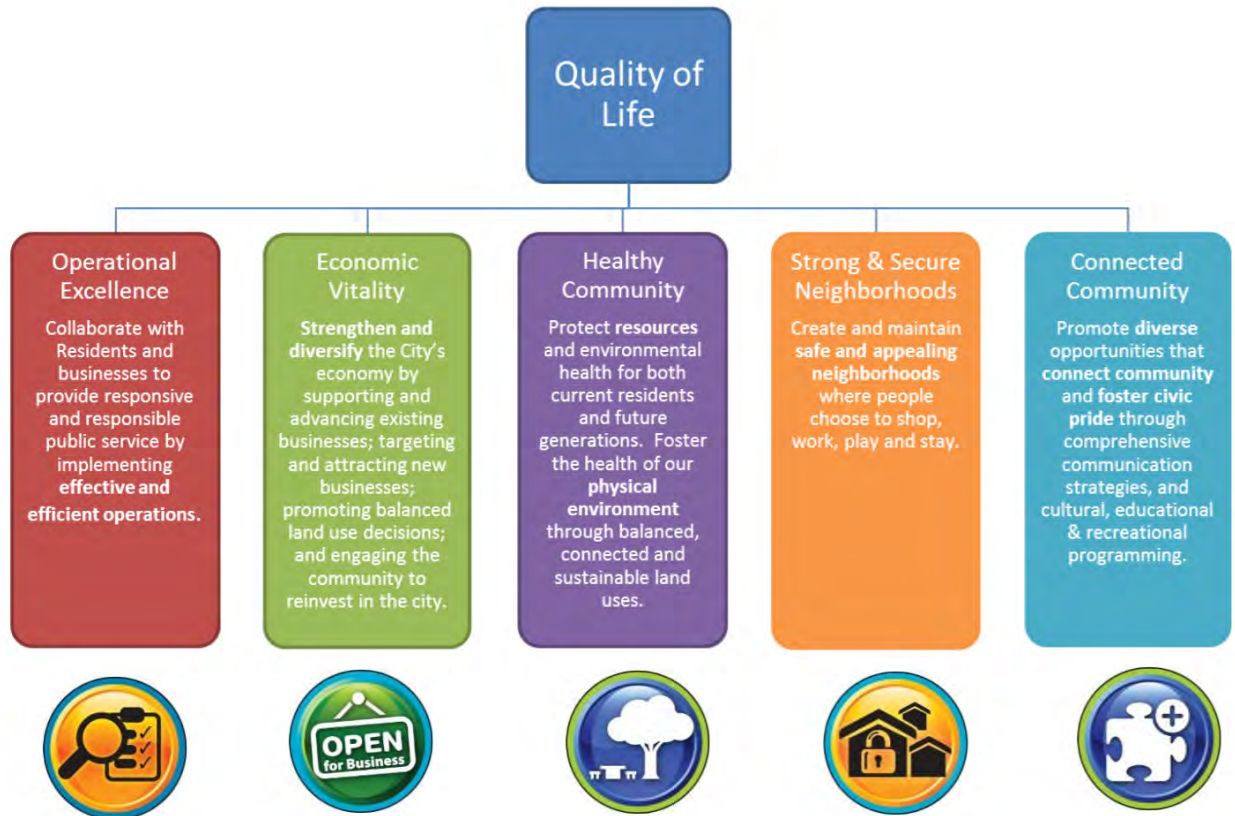 Quality of
Life
Operational
Excellence
Collaborate with
Residents and
businesses to
provide responsive
and responsible
public service by
implementing
effective and
efficient operations.
Economic
Vitality
Strengthen and
diversify the City's
economy by
supporting and
advancing existing
businesses; targeting
and attracting new
businesses;
promoting balanced
land use decisions;
and engaging the
community to
reinvest in the city.
Healthy
Community
Protect resources
and environmental
health for both
current residents
and future
generations. Foster
the health of our
physical
environment
through balanced,
connected and
sustainable land
uses.
Strong & Secure
Neighborhoods
Create and maintain
safe and appealing
neighborhoods
where people
choose to shop,
work, play and stay.
Connected
Community
Promote diverse
opportunities that
connect community
and foster civic
pride through
comprehensive
communication
strategies, and
cultural, educational
& recreational
programming.
OPEN
for Business